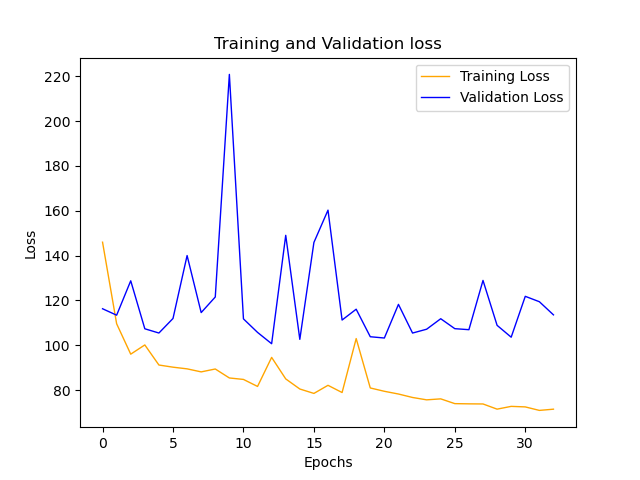 Training and Validation loss
Training Loss
Validation Loss
220
200
180
160
140
120
100
80
Loss
0 5 10 15 20 25 30
Epochs